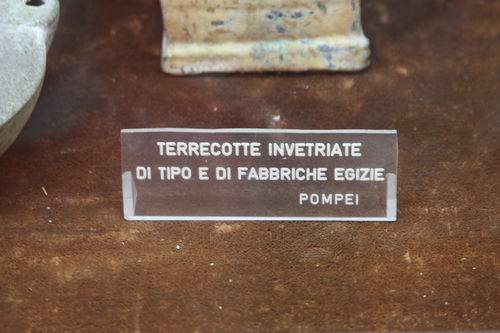 TERRECOTTE INVETRIATE
DI TIPO E DI FABBRICHE EGIZIE
POMPEI